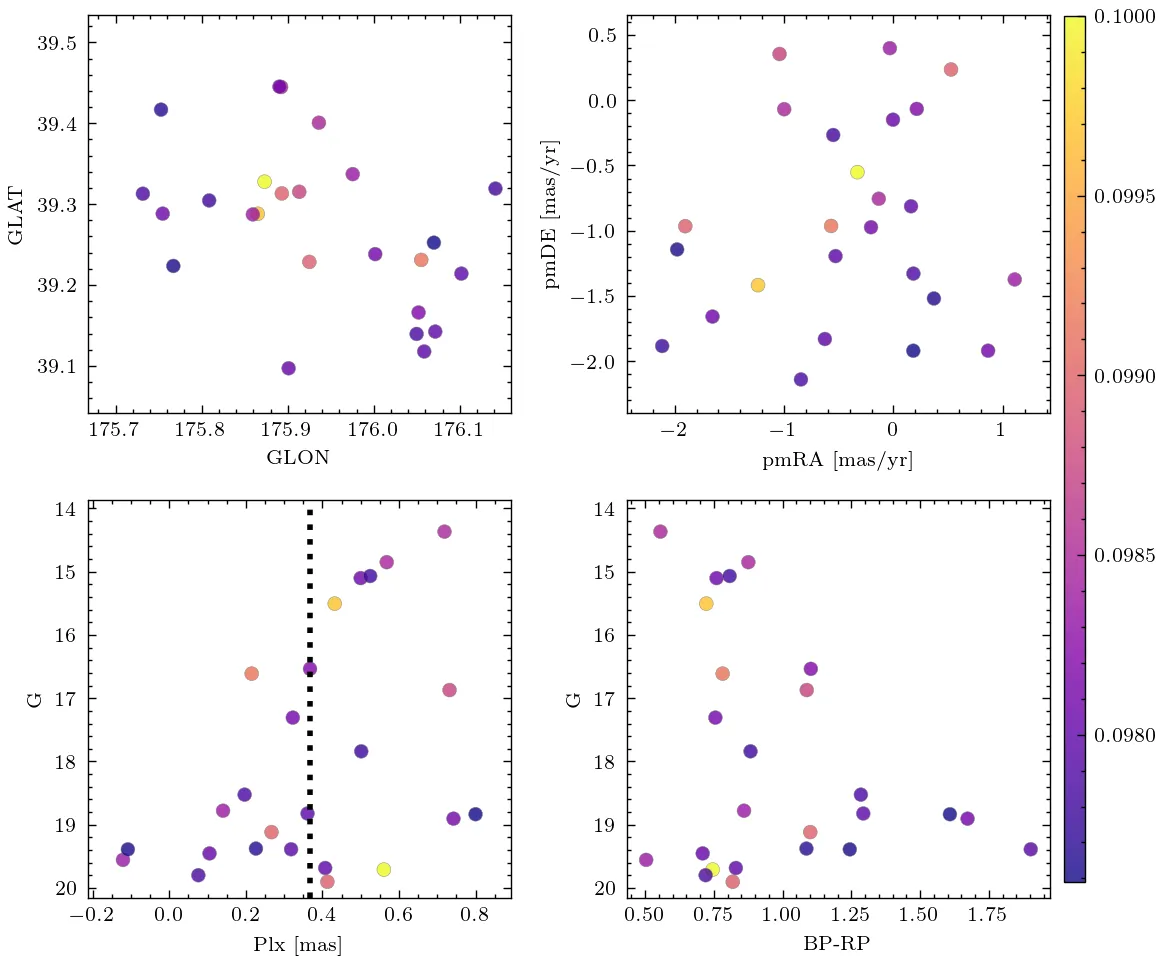 39.5
39.4
39.3
39.2
39.1
GLAT
175.7 175.8 175.9 176.0 176.1
GLON
0.5
0.0
−0.5
−1.0
−1.5
−2.0
pmDE [mas/yr]
−2 −1 0 1
pmRA [mas/yr]
0.1000
0.0995
0.0990
0.0985
0.0980
14
15
16
17
18
19
20
G
−0.2 0.0 0.2 0.4 0.6 0.8
Plx [mas]
14
15
16
17
18
19
20
G
0.50 0.75 1.00 1.25 1.50 1.75
BP-RP